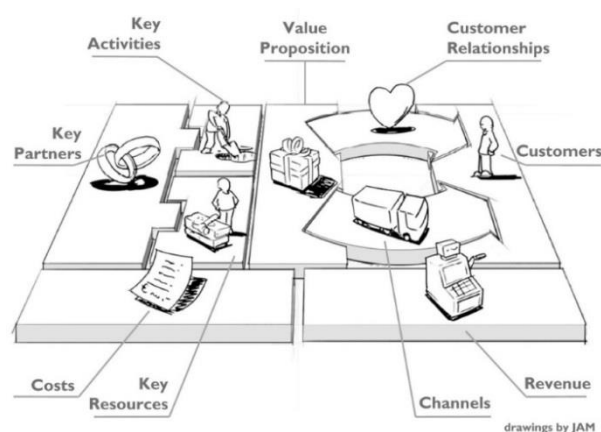 Key
Activities
Value
Proposition
Customer
Relationships
Key
Partners
Customers
Costs
Key
Resources
Channels
Revenue
drawings by JAM